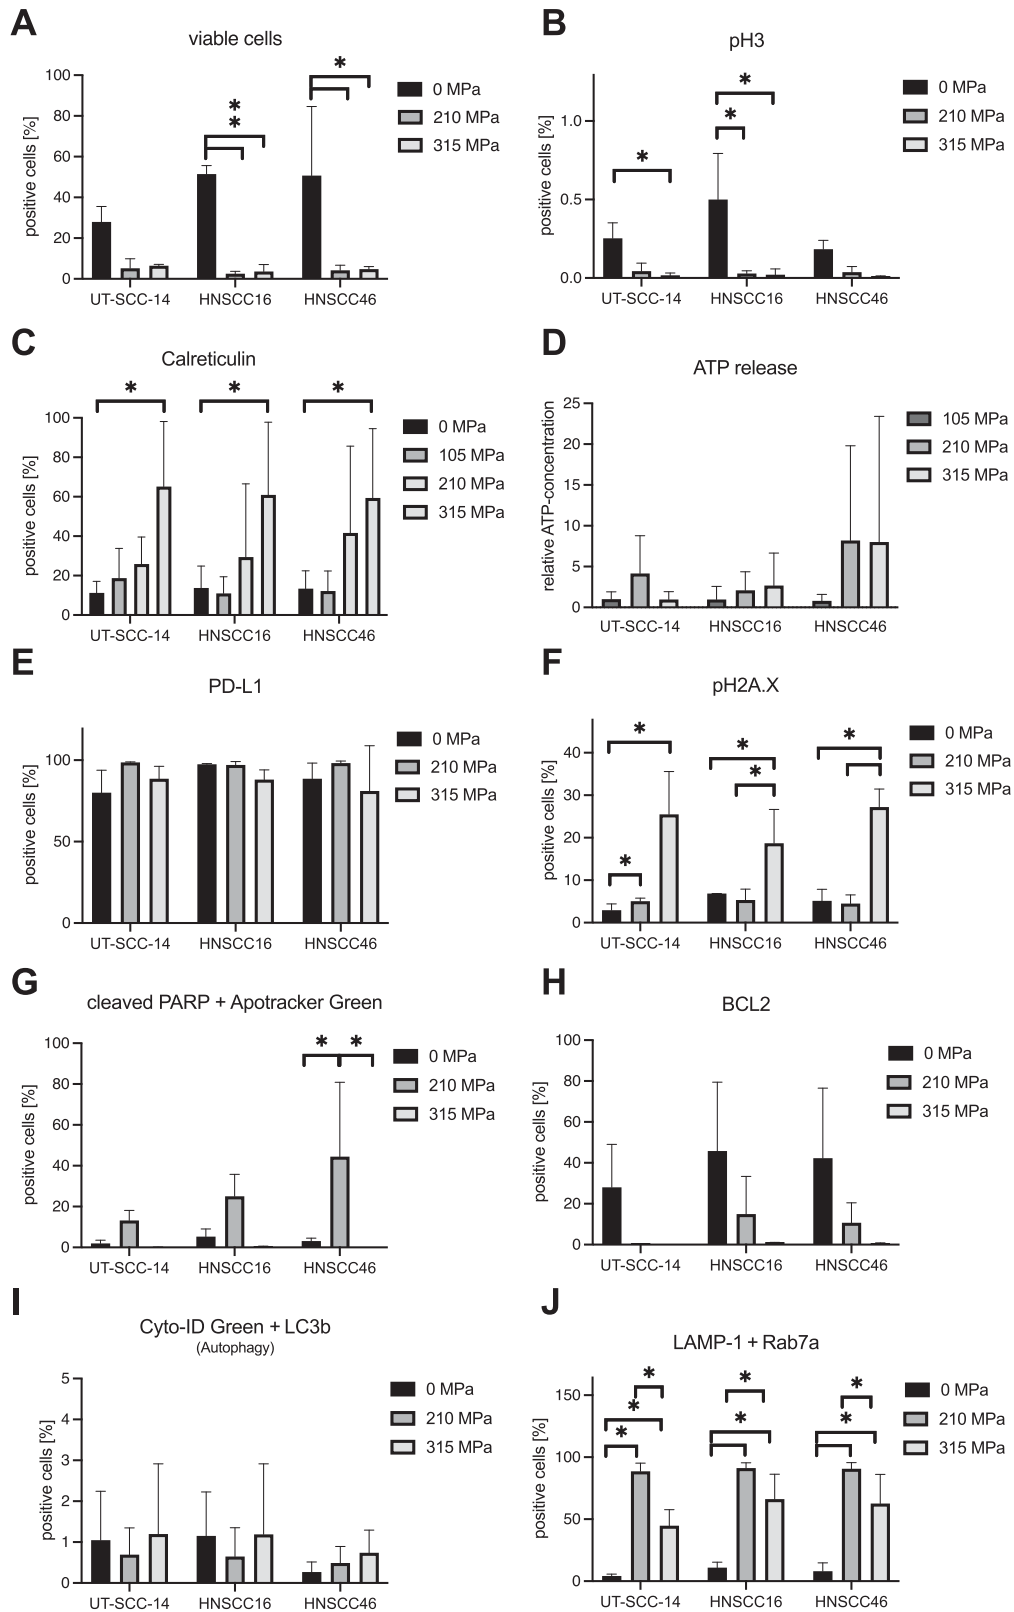 A
viable cells
positive cells [%]
100
80
60
40
20
0
*
*
*
UT-SCC-14 HNSCC16 HNSCC46
0 MPa
210 MPa
315 MPa
B
pH3
positive cells [%]
1.0
0.5
0.0
*
*
*
UT-SCC-14 HNSCC16 HNSCC46
0 MPa
210 MPa
315 MPa
C
Calreticulin
positive cells [%]
100
80
60
40
20
0
* * *
UT-SCC-14 HNSCC16 HNSCC46
0 MPa
105 MPa
210 MPa
315 MPa
D
ATP release
relative ATP-concentration
25
20
15
10
5
0
UT-SCC-14 HNSCC16 HNSCC46
105 MPa
210 MPa
315 MPa
E
PD-L1
positive cells [%]
100
50
0
UT-SCC-14 HNSCC16 HNSCC46
0 MPa
210 MPa
315 MPa
F
pH2A.X
positive cells [%]
40
30
20
10
0
* * *
*
*
UT-SCC-14 HNSCC16 HNSCC46
0 MPa
210 MPa
315 MPa
G
cleaved PARP + Apotracker Green
positive cells [%]
100
80
60
40
20
0
* *
UT-SCC-14 HNSCC16 HNSCC46
0 MPa
210 MPa
315 MPa
H
BCL2
positive cells [%]
100
80
60
40
20
0
UT-SCC-14 HNSCC16 HNSCC46
0 MPa
210 MPa
315 MPa
I
Cyto-ID Green + LC3b
(Autophagy)
positive cells [%]
5
4
3
2
1
0
UT-SCC-14 HNSCC16 HNSCC46
0 MPa
210 MPa
315 MPa
J
LAMP-1 + Rab7a
positive cells [%]
150
100
50
0
* * *
* * *
*
UT-SCC-14 HNSCC16 HNSCC46
0 MPa
210 MPa
315 MPa